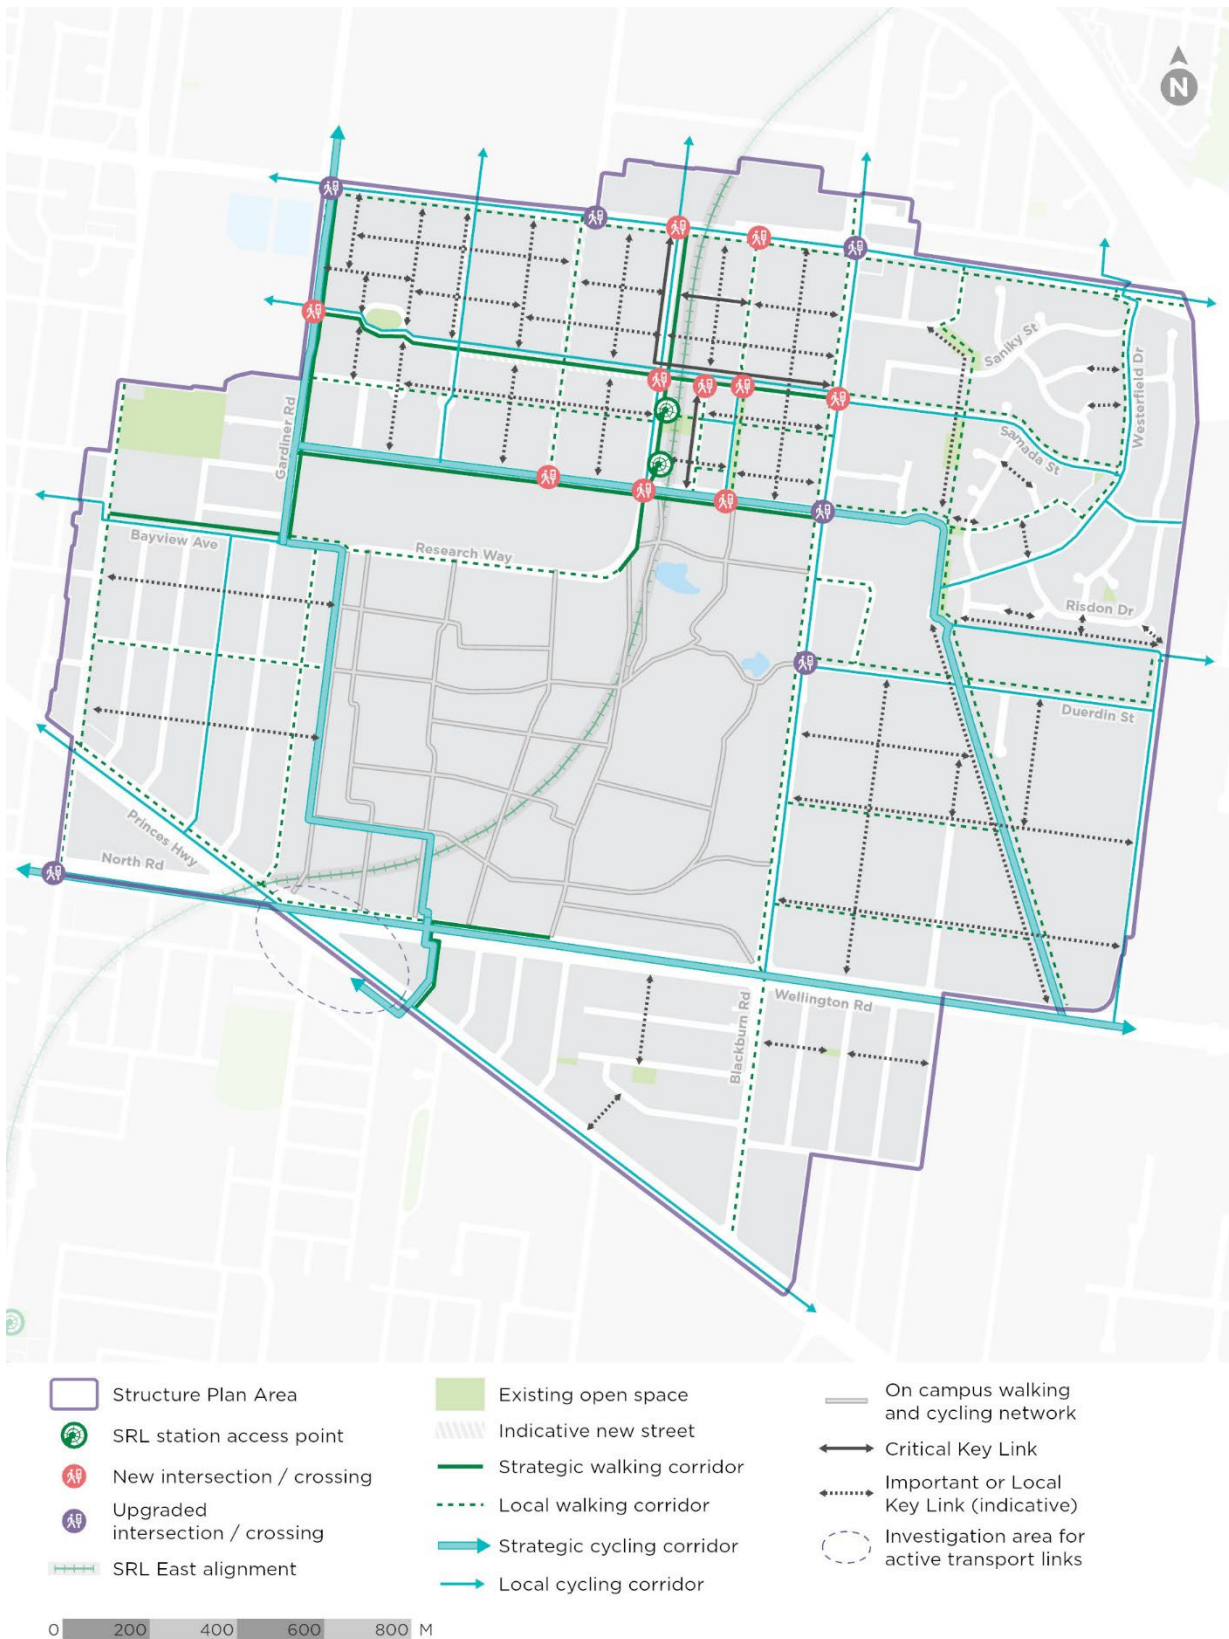 N
Saniky St
Westerfield Dr
Gardiner Rd
Samada St
Bayview Ave
Research Way
Risdon Dr
Duerdin St
Princes Hwy
North Rd
Wellington Rd
Blackburn Rd
Structure Plan Area
SRL station access point
New intersection / crossing
Upgraded
intersection / crossing
SRL East alignment
Existing open space
Indicative new street
Strategic walking corridor
Local walking corridor
Strategic cycling corridor
Local cycling corridor
On campus walking
and cycling network
Critical Key Link
Important or Local
Key Link (indicative)
Investigation area for
active transport links
0 200 400 600 800 M